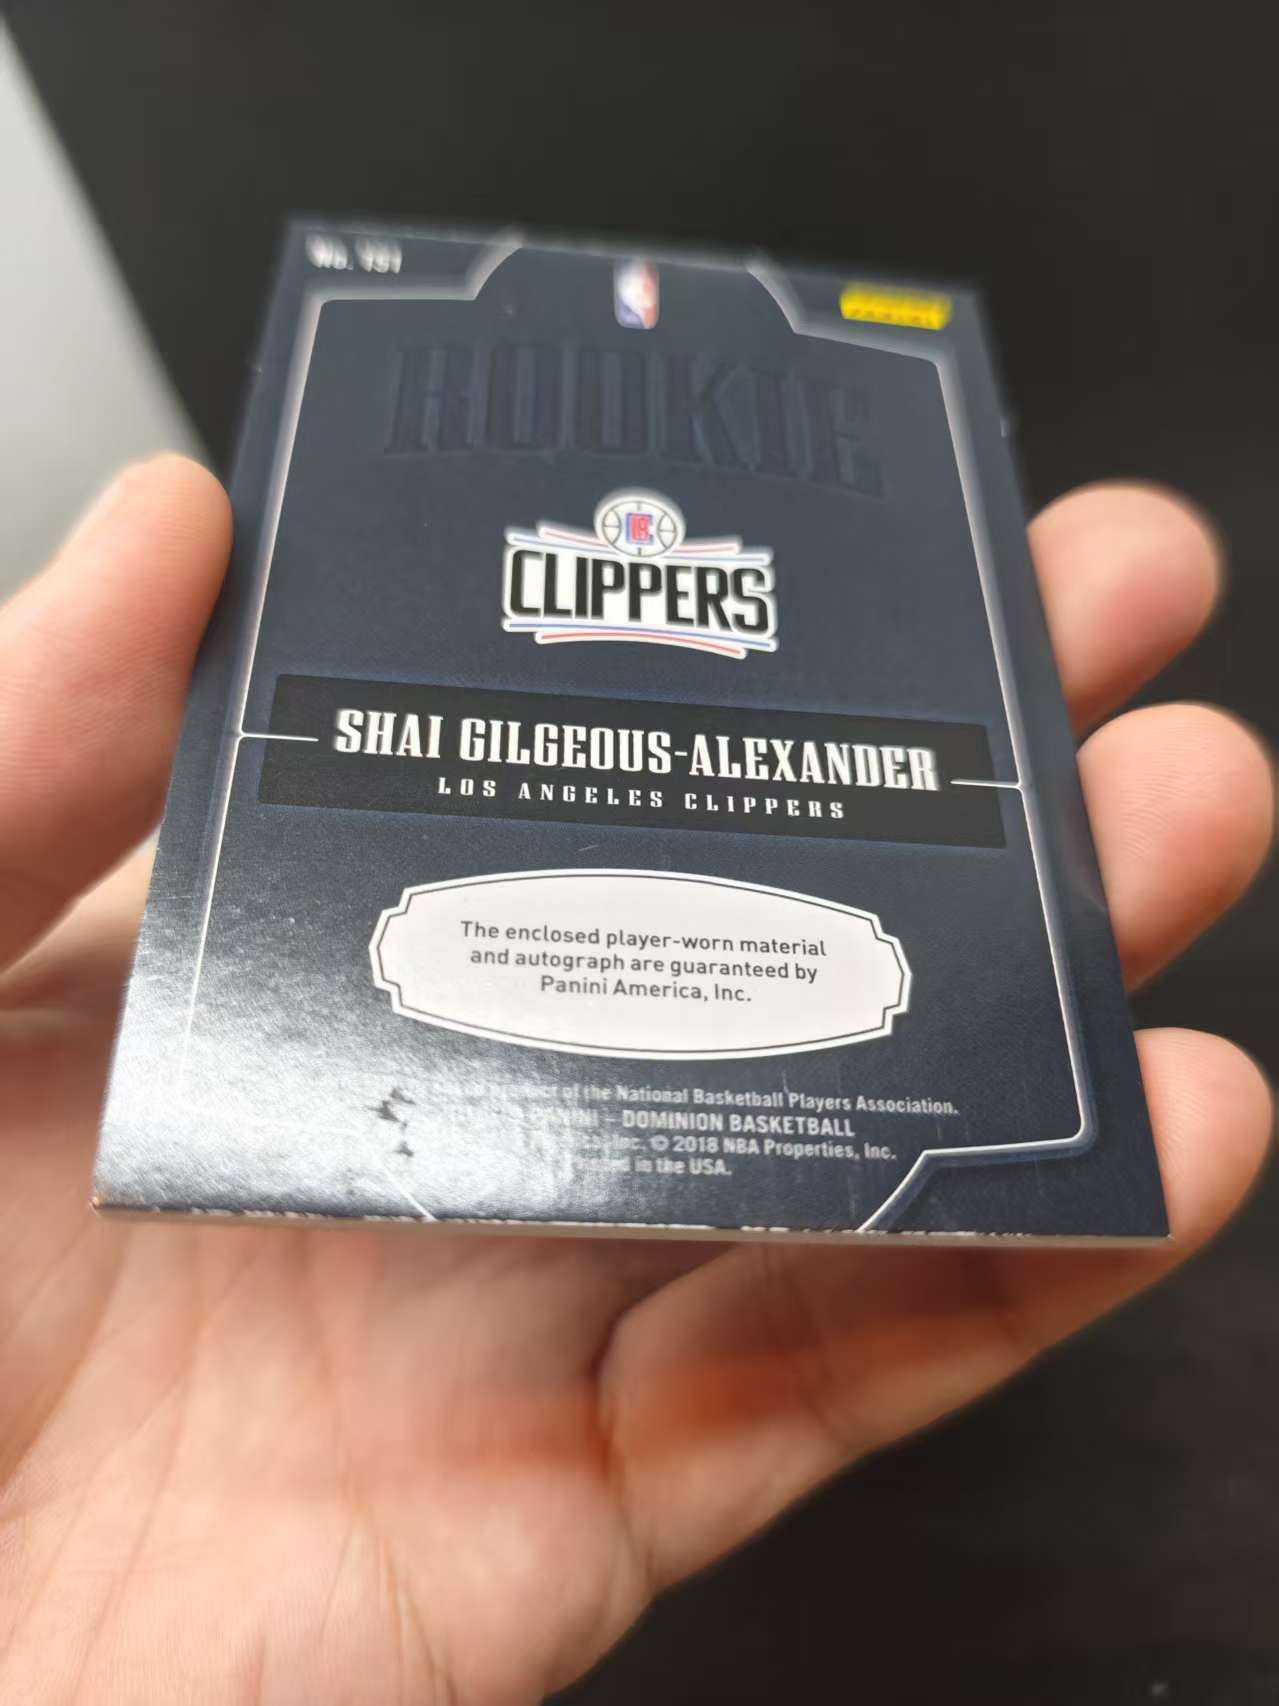 No. 151
PANINI
ROOKIE
LA
CLIPPERS
SHAI GILGEOUS-ALEXANDER
LOS ANGELES CLIPPERS
The enclosed player-worn material
and autograph are guaranteed by
Panini America, Inc.
of the National Basketball Players Association.
PANINI – DOMINION BASKETBALL
Inc. © 2018 NBA Properties, Inc.
in the USA.